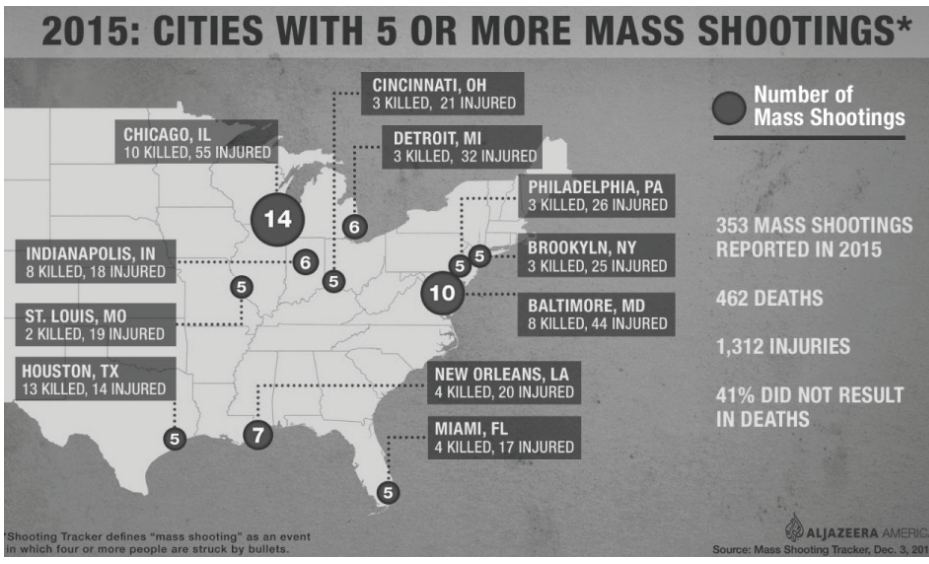 2015: CITIES WITH 5 OR MORE MASS SHOOTINGS*
CINCINNATI, OH
3 KILLED, 21 INJURED
Number of
Mass Shootings
CHICAGO, IL
10 KILLED, 55 INJURED
DETROIT, MI
3 KILLED, 32 INJURED
PHILADELPHIA, PA
3 KILLED, 26 INJURED
14
6
353 MASS SHOOTINGS
REPORTED IN 2015
INDIANAPOLIS, IN
8 KILLED, 18 INJURED
6
5
5
5
BROOKYLN, NY
3 KILLED, 25 INJURED
5
10
462 DEATHS
BALTIMORE, MD
8 KILLED, 44 INJURED
ST. LOUIS, MO
2 KILLED, 19 INJURED
1,312 INJURIES
HOUSTON, TX
13 KILLED, 14 INJURED
NEW ORLEANS, LA
4 KILLED, 20 INJURED
41% DID NOT RESULT
IN DEATHS
MIAMI, FL
4 KILLED, 17 INJURED
5
7
5
*Shooting Tracker defines "mass shooting" as an event
in which four or more people are struck by bullets.
ALJAZEERA AMERIC
Source: Mass Shooting Tracker, Dec. 3, 201